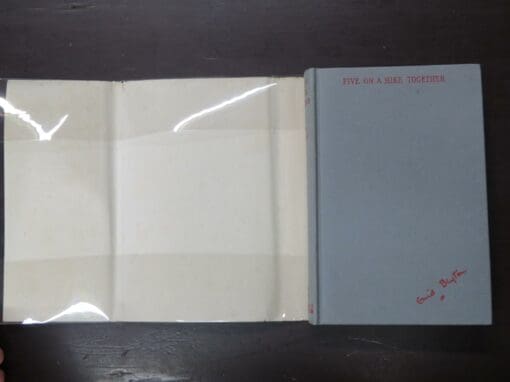 FIVE ON A HIKE TOGETHER
Enid Blyton